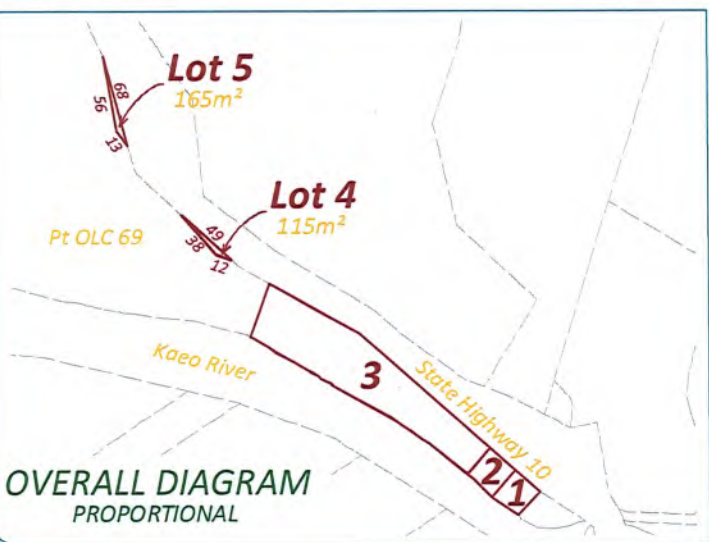 Lot 5
165m²
68
56
13
Lot 4
115m²
49
38
12
Pt OLC 69
Kaeo River
3
State Highway 10
2
1
OVERALL DIAGRAM
PROPORTIONAL